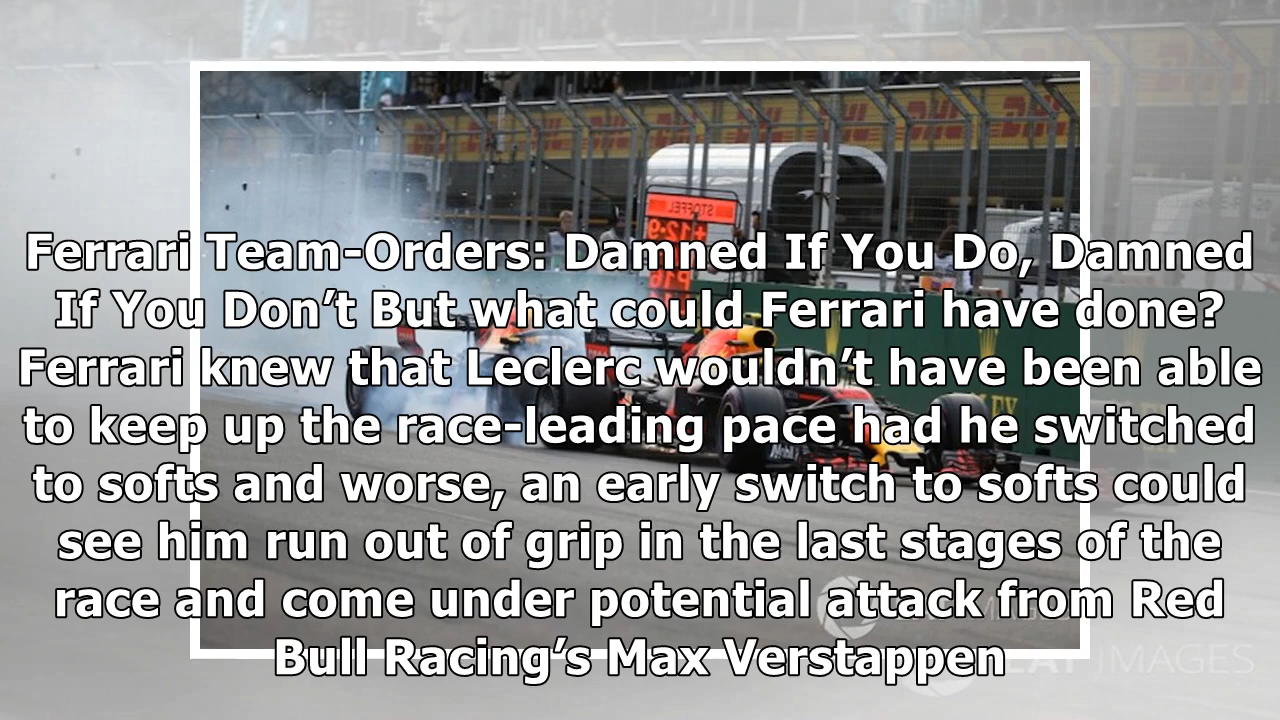 Ferrari Team-Orders: Damned If You Do, Damned
If You Don’t But what could Ferrari have done?
Ferrari knew that Leclerc wouldn’t have been able
to keep up the race-leading pace had he switched
to softs and worse, an early switch to softs could
see him run out of grip in the last stages of the
race and come under potential attack from Red
Bull Racing’s Max Verstappen
STOFFEL
DHL
IMAGES